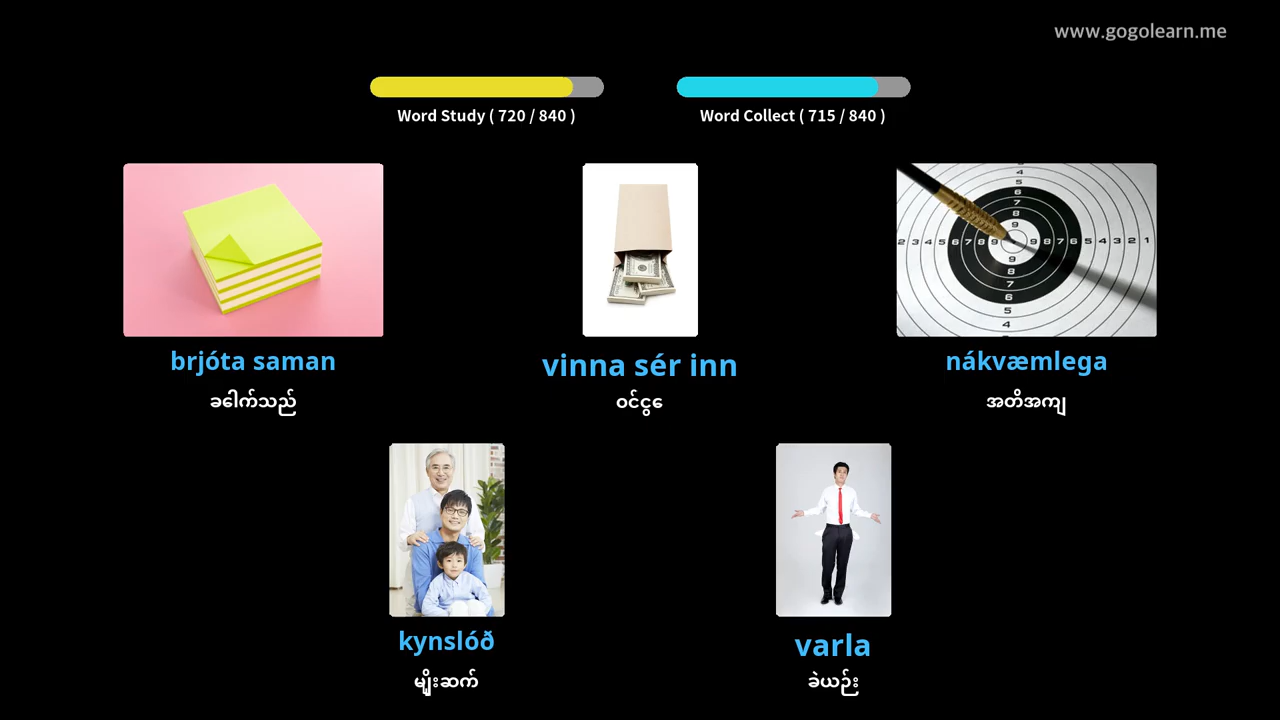 www.gogolearn.me
Word Study ( 720 / 840 )
Word Collect ( 715 / 840 )
brjóta saman
ခေါက်သည်
vinna sér inn
ဝင်ငွေ
nákvæmlega
အတိအကျ
kynslóð
မျိုးဆက်
varla
ခဲယဉ်း